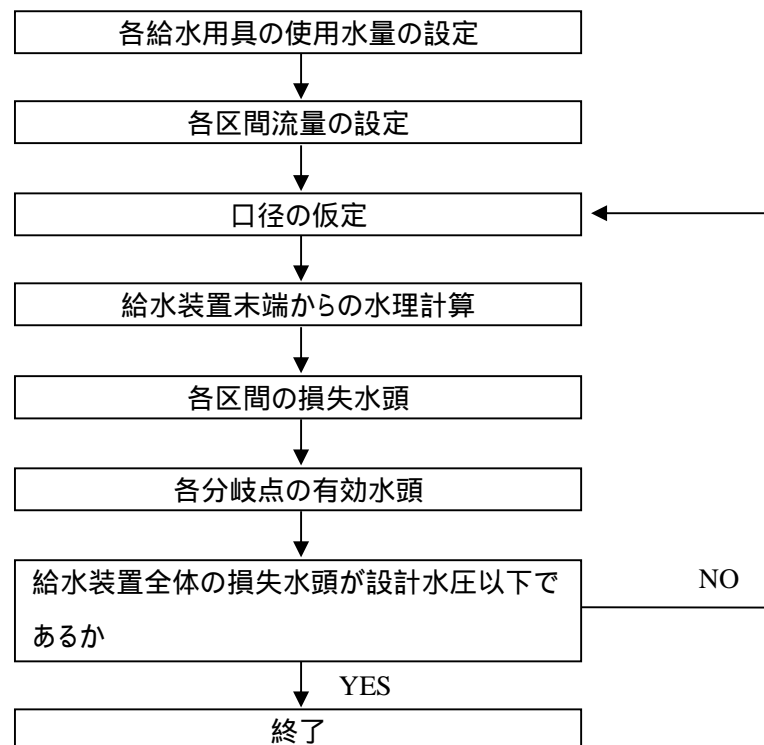 各給水用具の使用水量の設定
各区間流量の設定
口径の仮定
給水装置末端からの水理計算
各区間の損失水頭
各分岐点の有効水頭
給水装置全体の損失水頭が設計水圧以下で
あるか
NO
YES
終了